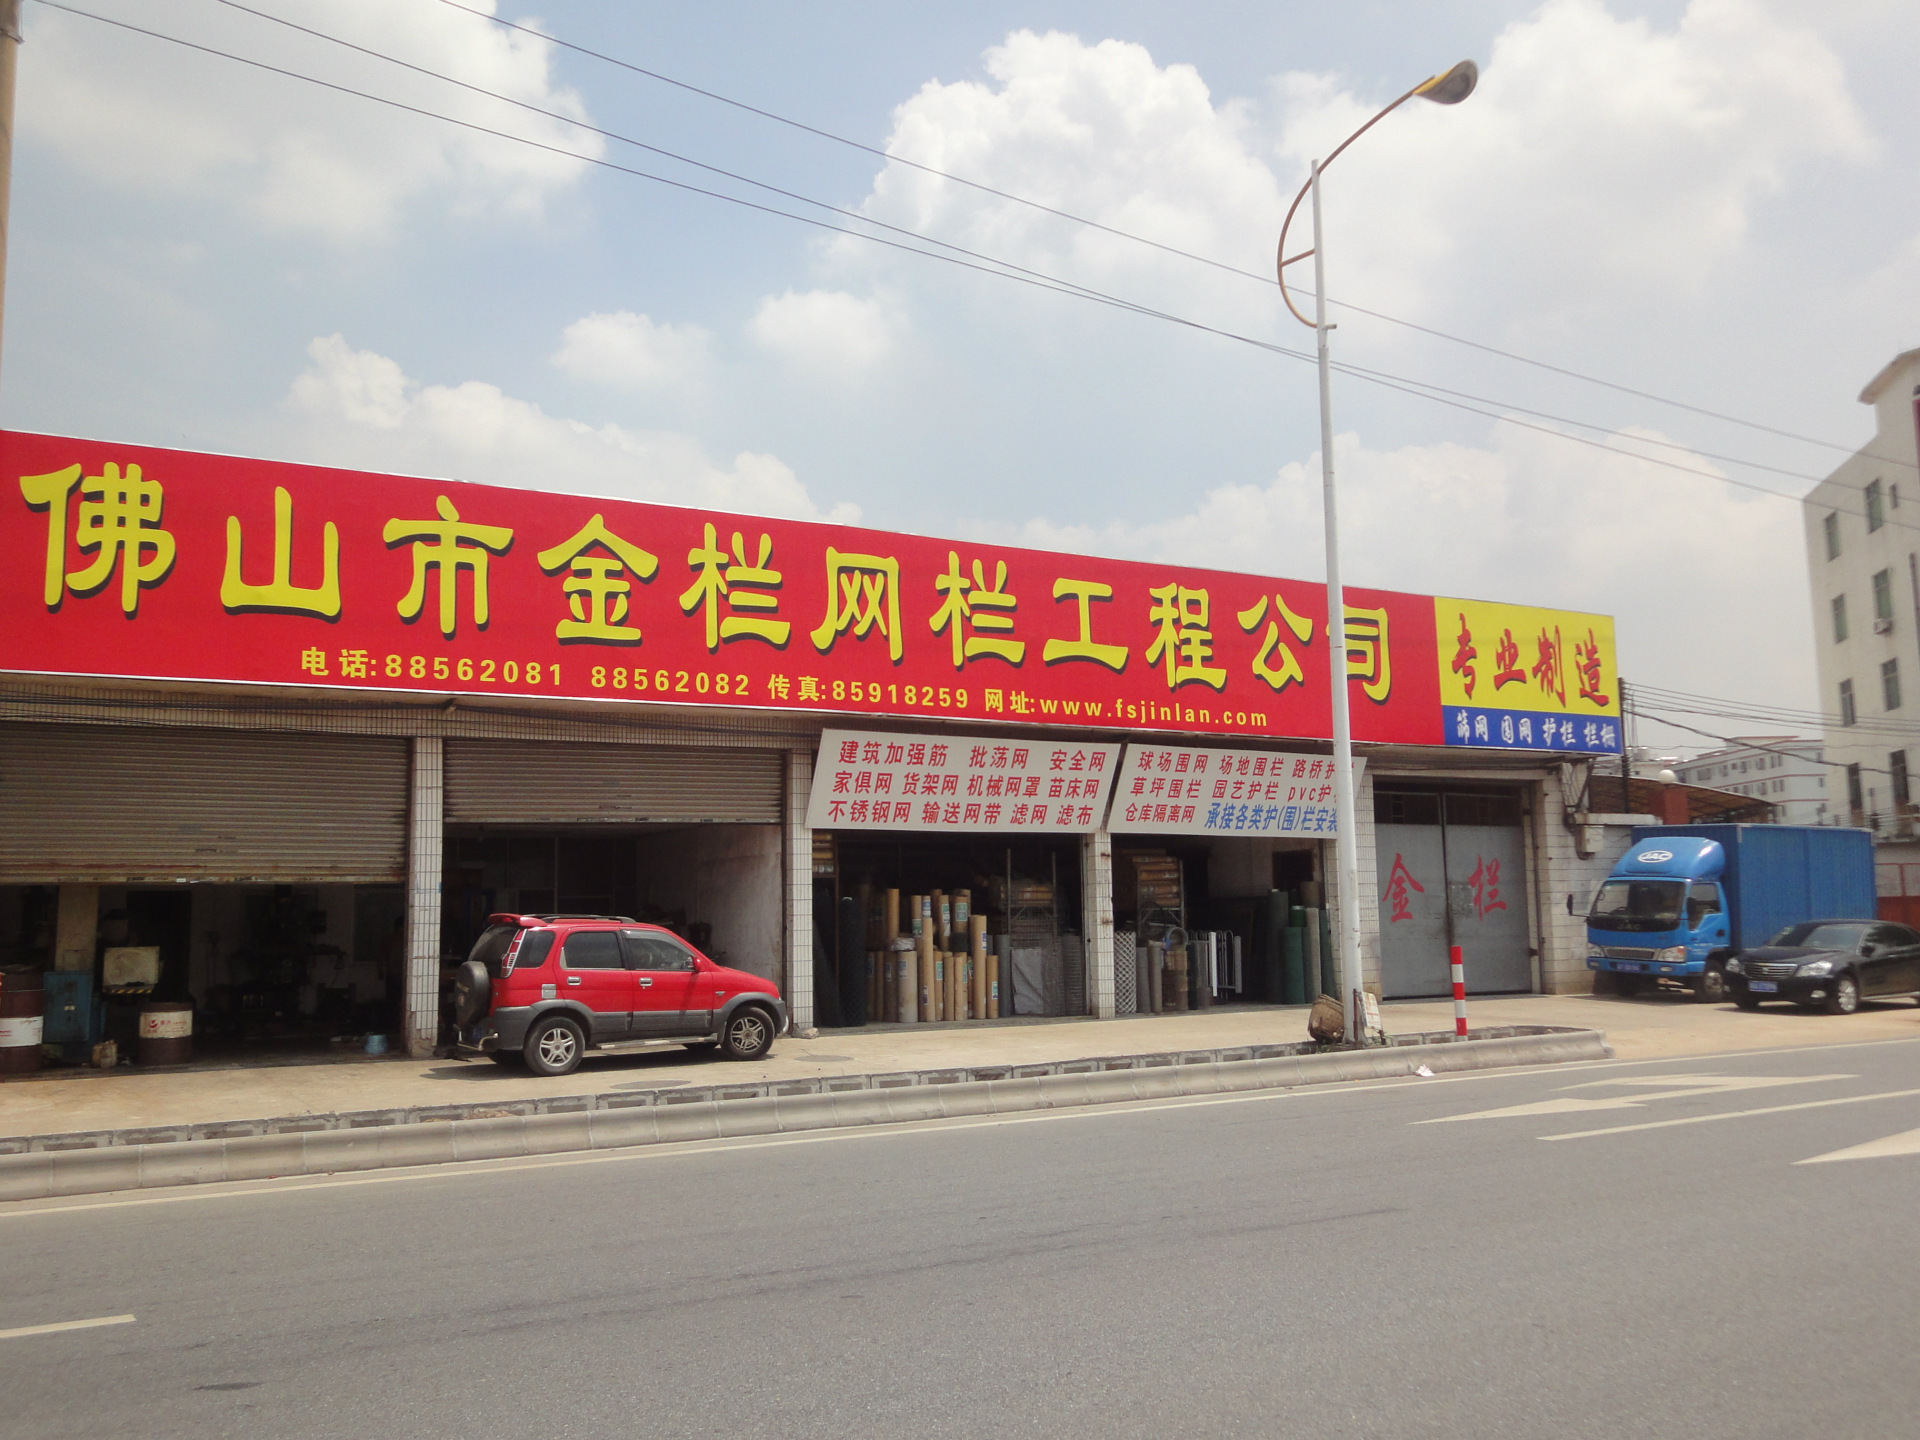 佛山市金栏网栏工程公司
电话:88562081 88562082 传真:85918259 网址:www.fsjinlan.com
专业制造
筛网 围网 护栏 栏栅
建筑加强筋 批荡网 安全网
家俱网 货架网 机械网罩 苗床网
不锈钢网 输送网带 滤网 滤布
球场围网 场地围栏 路桥护
草坪围栏 园艺护栏 PVC护
仓库隔离网 承接各类护(围)栏安装
金 栏
JAC